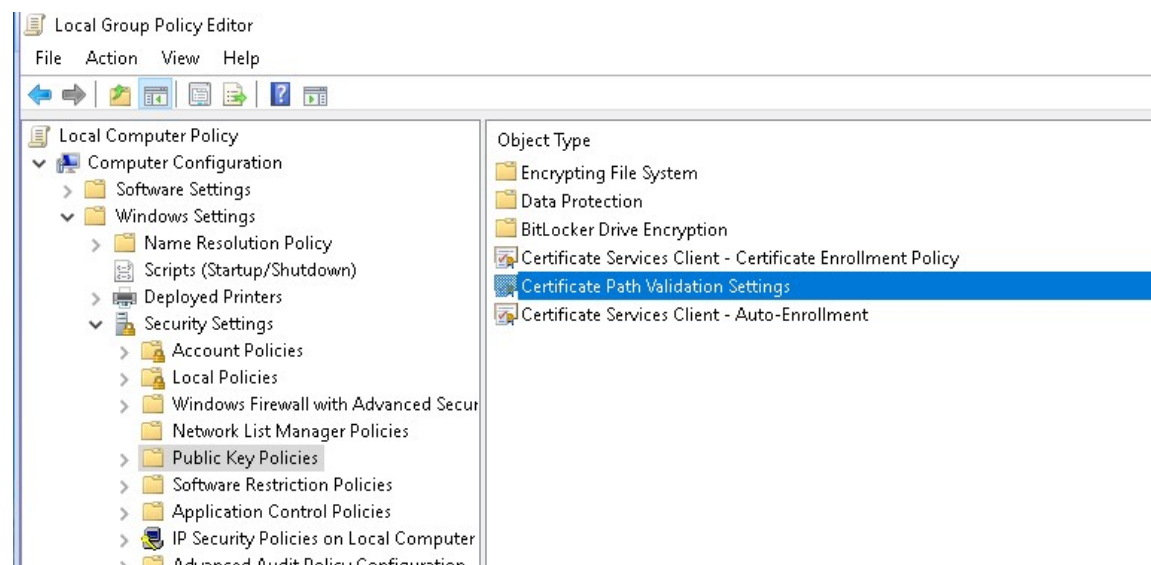 Local Group Policy Editor
File Action View Help
Local Computer Policy
Computer Configuration
Software Settings
Windows Settings
Name Resolution Policy
Scripts (Startup/Shutdown)
Deployed Printers
Security Settings
Account Policies
Local Policies
Windows Firewall with Advanced Secur
Network List Manager Policies
Public Key Policies
Software Restriction Policies
Application Control Policies
IP Security Policies on Local Computer
Advanced Audit Policy Configuration
Object Type
Encrypting File System
Data Protection
BitLocker Drive Encryption
Certificate Services Client - Certificate Enrollment Policy
Certificate Path Validation Settings
Certificate Services Client - Auto-Enrollment